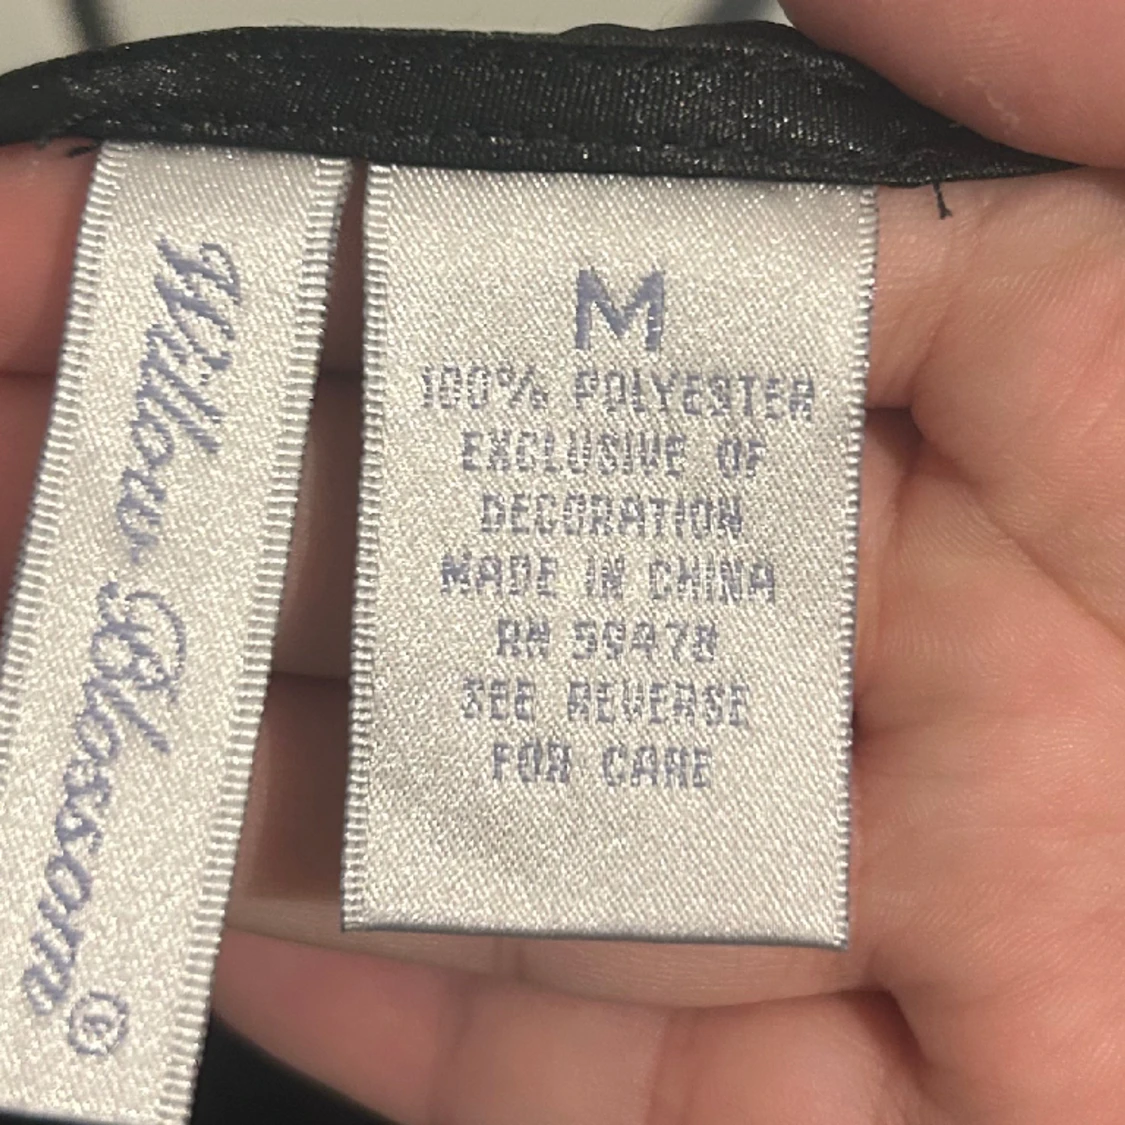 Willow Blossom®
M
100% POLYESTER
EXCLUSIVE OF
DECORATION
MADE IN CHINA
RN 59478
SEE REVERSE
FOR CARE